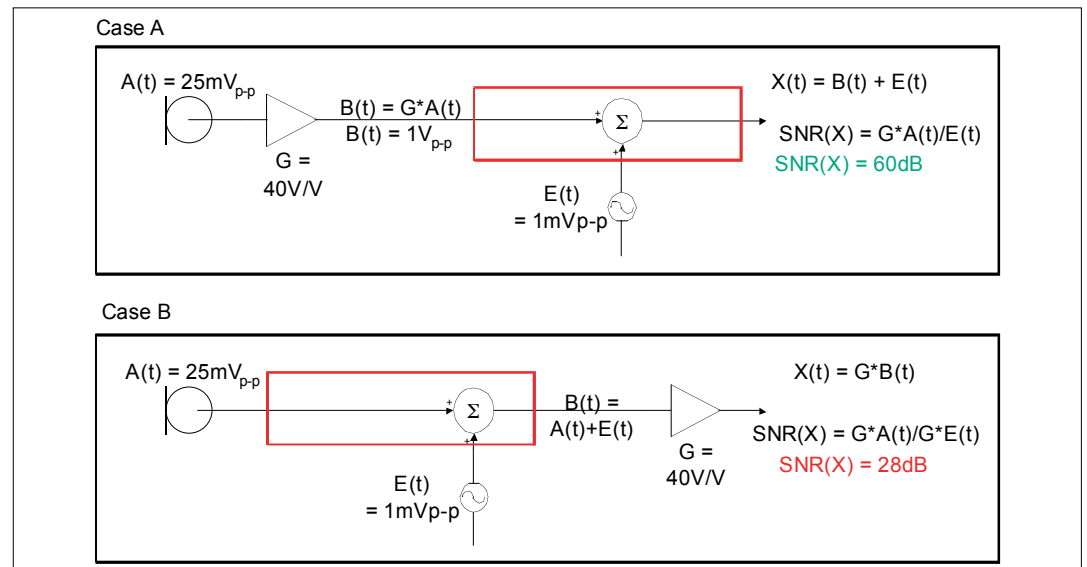 Case A
A(t) = 25mVp-p
X(t) = B(t) + E(t)
B(t) = G*A(t)
B(t) = 1Vp-p
+
Σ
+
SNR(X) = G*A(t)/E(t)
SNR(X) = 60dB
G =
40V/V
E(t)
= 1mVp-p
Case B
A(t) = 25mVp-p
X(t) = G*B(t)
+
Σ
+
B(t) =
A(t)+E(t)
SNR(X) = G*A(t)/G*E(t)
SNR(X) = 28dB
G =
40V/V
E(t)
= 1mVp-p